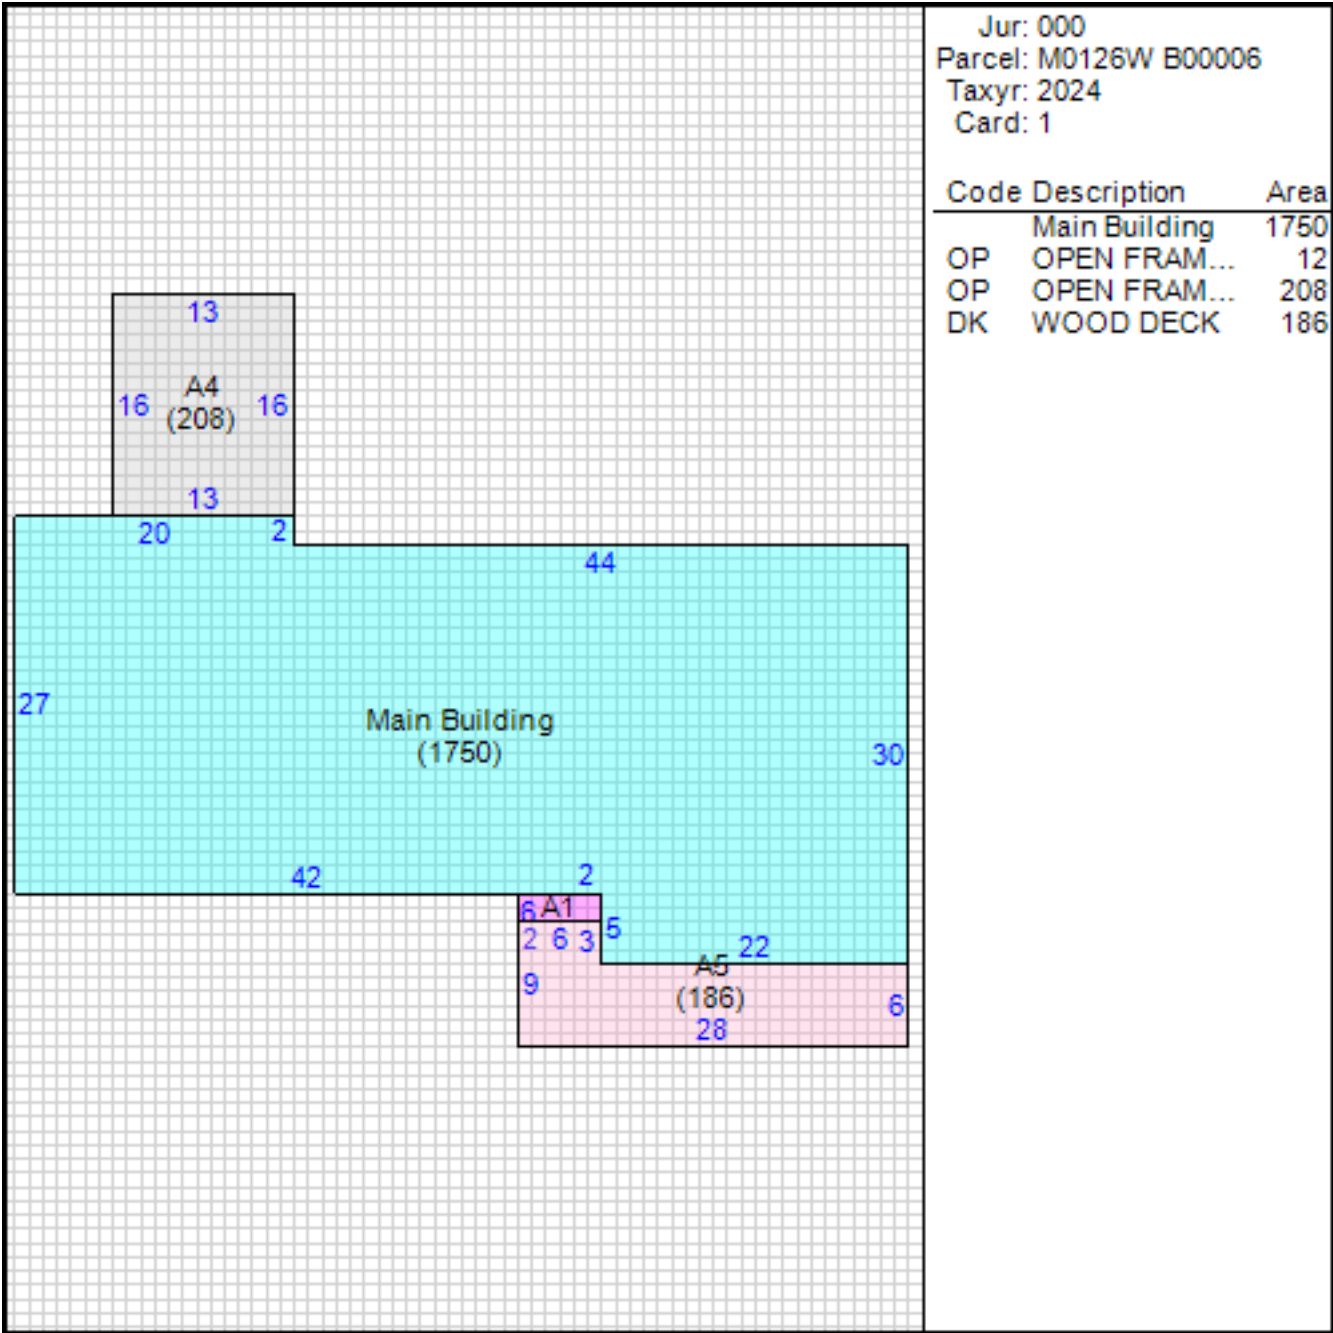 Jur: 000
Parcel: M0126W B00006
Taxyr: 2024
Card: 1
Code Description Area
Main Building 1750
OP OPEN FRAM... 12
OP OPEN FRAM... 208
DK WOOD DECK 186
13
A4
16 16
(208)
13
20 2
44
27
Main Building
(1750)
30
42 2
6 A1
2 6 3 5 22
A5
9 (186) 6
28